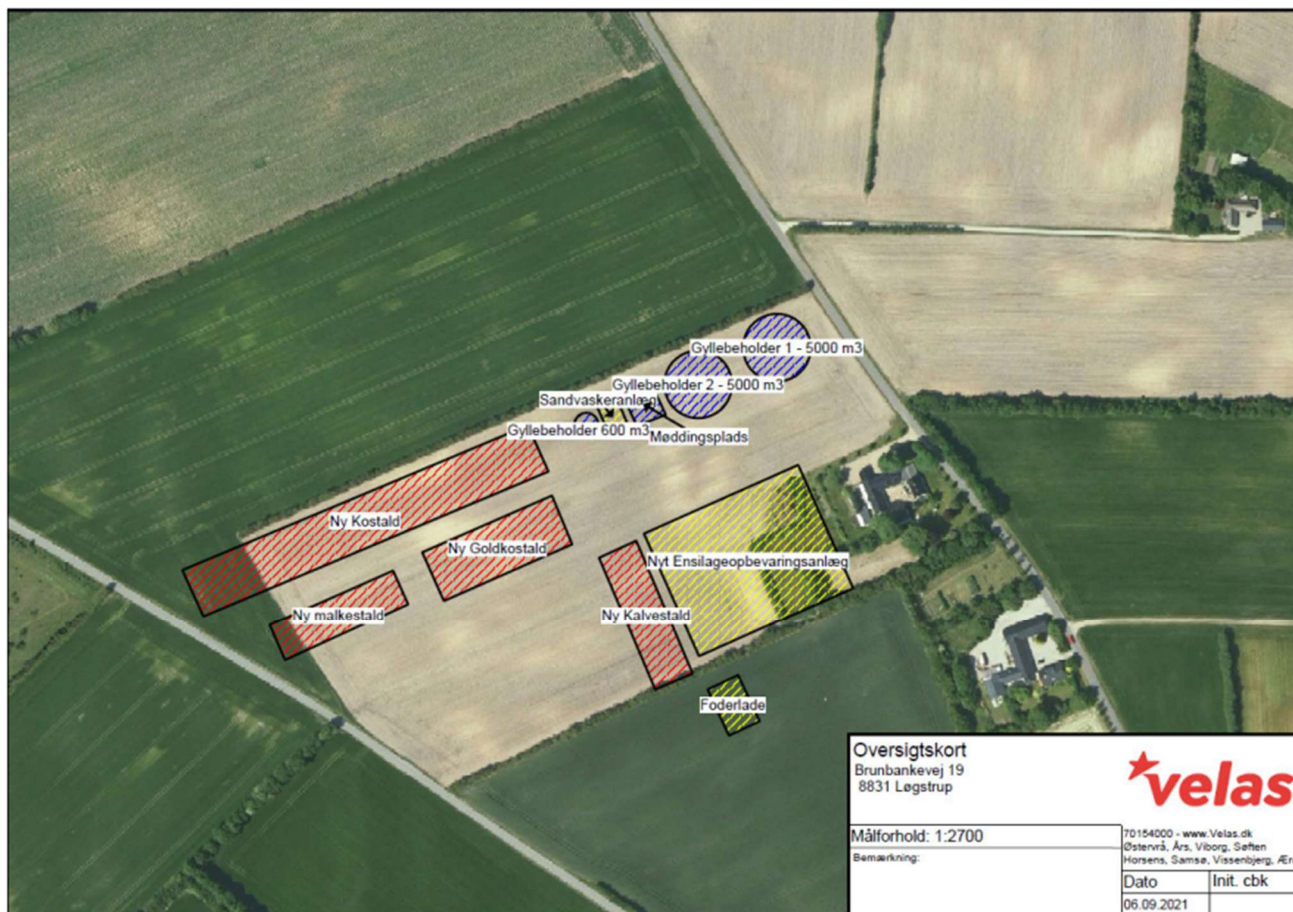 Gyllebeholder 1 - 5000 m3
Gyllebeholder 2 - 5000 m3
Sandvaskeranlæg
Gyllebeholder 600 m3
Møddingsplads
Ny Kostald
Ny Goldkostald
Nyt Ensilageopbevaringsanlæg
Ny malkestald
Ny Kalvestald
Foderlade
Oversigtskort
Brunbankevej 19
8831 Løgstrup
velas
Målforhold: 1:2700
Bemærkning:
70154000 - www.Velas.dk
Østervrå, Års, Viborg, Søften
Horsens, Samsø, Vissenbjerg, Ær
Dato
Init. cbk
06.09.2021